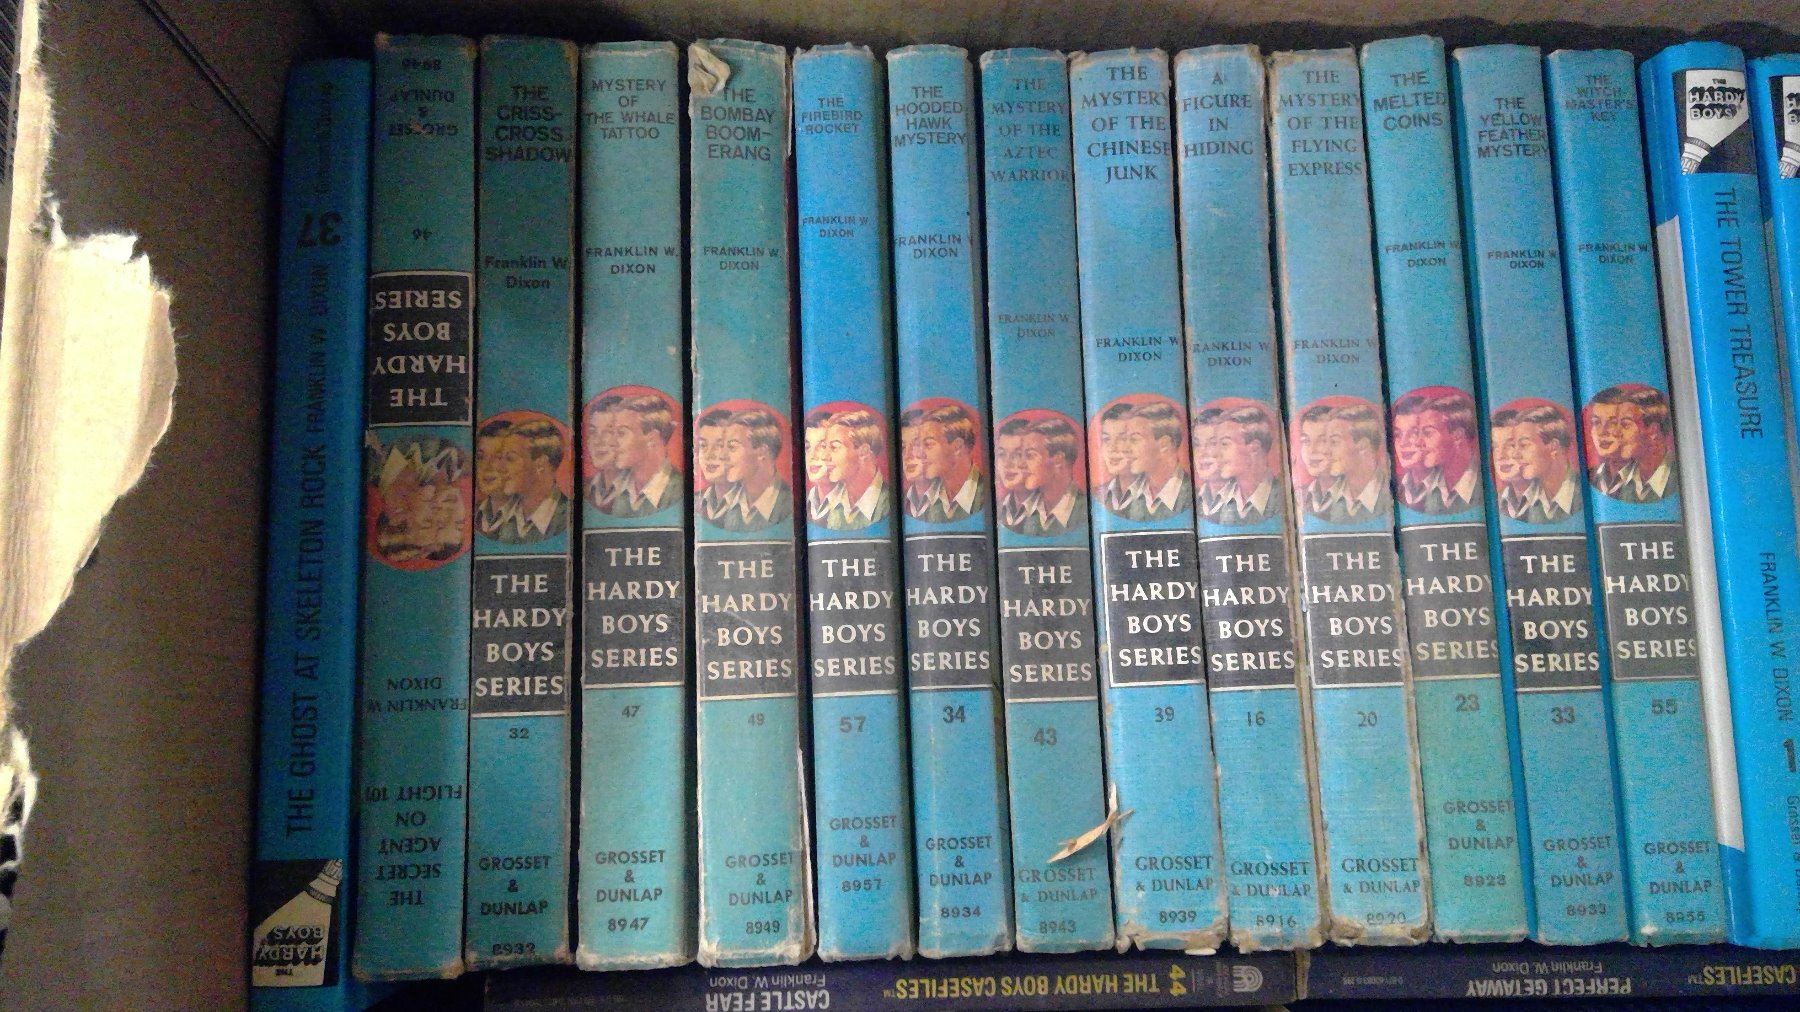 THE GHOST AT SKELETON ROCK FRANKLIN W. DIXON 37
THE
HARDY
BOYS
THE
SECRET
AGENT
ON
FLIGHT 101
FRANKLIN W.
DIXON
THE
HARDY
BOYS
SERIES
46
GROSSET
&
DUNLAP
8946
THE
CRISS-
CROSS
SHADOW
Franklin W.
Dixon
THE
HARDY
BOYS
SERIES
32
GROSSET
&
DUNLAP
8932
MYSTERY
OF
THE WHALE
TATTOO
FRANKLIN W.
DIXON
THE
HARDY
BOYS
SERIES
47
GROSSET
&
DUNLAP
8947
THE
BOMBAY
BOOM-
ERANG
FRANKLIN W.
DIXON
THE
HARDY
BOYS
SERIES
49
GROSSET
&
DUNLAP
8949
THE
FIREBIRD
ROCKET
FRANKLIN W.
DIXON
THE
HARDY
BOYS
SERIES
57
GROSSET
&
DUNLAP
8957
THE
HOODED
HAWK
MYSTERY
FRANKLIN W.
DIXON
THE
HARDY
BOYS
SERIES
34
GROSSET
&
DUNLAP
8934
THE
MYSTERY
OF THE
AZTEC
WARRIOR
FRANKLIN W.
DIXON
THE
HARDY
BOYS
SERIES
43
GROSSET
& DUNLAP
8943
THE
MYSTERY
OF THE
CHINESE
JUNK
FRANKLIN W.
DIXON
THE
HARDY
BOYS
SERIES
39
GROSSET
& DUNLAP
8939
A
FIGURE
IN
HIDING
FRANKLIN W.
DIXON
THE
HARDY
BOYS
SERIES
16
GROSSET
& DUNLAP
8916
THE
MYSTERY
OF THE
FLYING
EXPRESS
FRANKLIN W.
DIXON
THE
HARDY
BOYS
SERIES
20
GROSSET
& DUNLAP
8920
THE
MELTED
COINS
FRANKLIN W.
DIXON
THE
HARDY
BOYS
SERIES
23
GROSSET
&
DUNLAP
8923
THE
YELLOW
FEATHER
MYSTERY
FRANKLIN W.
DIXON
THE
HARDY
BOYS
SERIES
33
GROSSET
&
DUNLAP
8933
THE
WITCH-
MASTER'S
KEY
FRANKLIN W.
DIXON
THE
HARDY
BOYS
SERIES
55
GROSSET
&
DUNLAP
8955
THE
HARDY
BOYS
THE TOWER TREASURE FRANKLIN W. DIXON 1
44 THE HARDY BOYS CASEFILES™ CASTLE FEAR
Franklin W. Dixon
CASEFILES™ PERFECT GETAWAY
Franklin W. Dixon